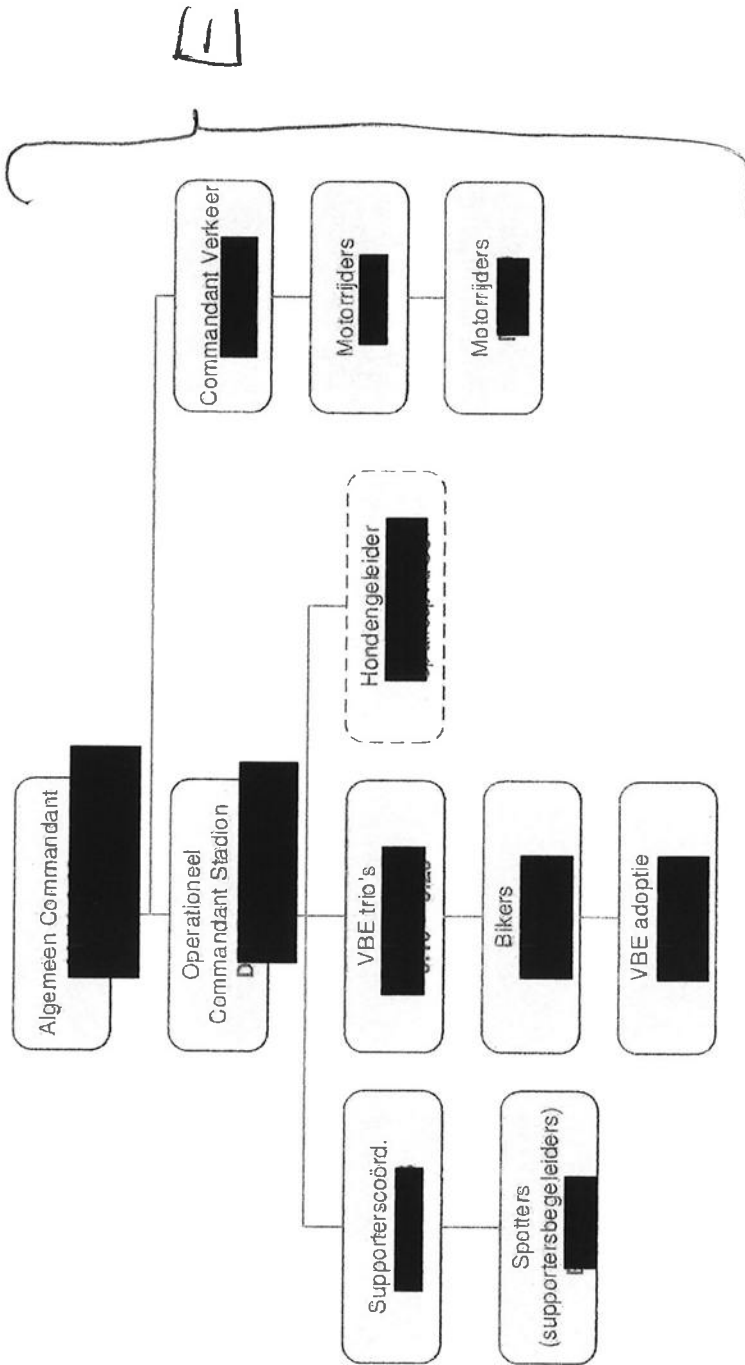 1
Algemeen Commandant
Operationeel
Commandant Stadion
D
Commandant Verkeer
Supporterscoörd.
VBE trio's
Hondengeleider
Motorrijders
Spotters
(supportersbegeleiders)
Bikers
Motorrijders
VBE adoptie